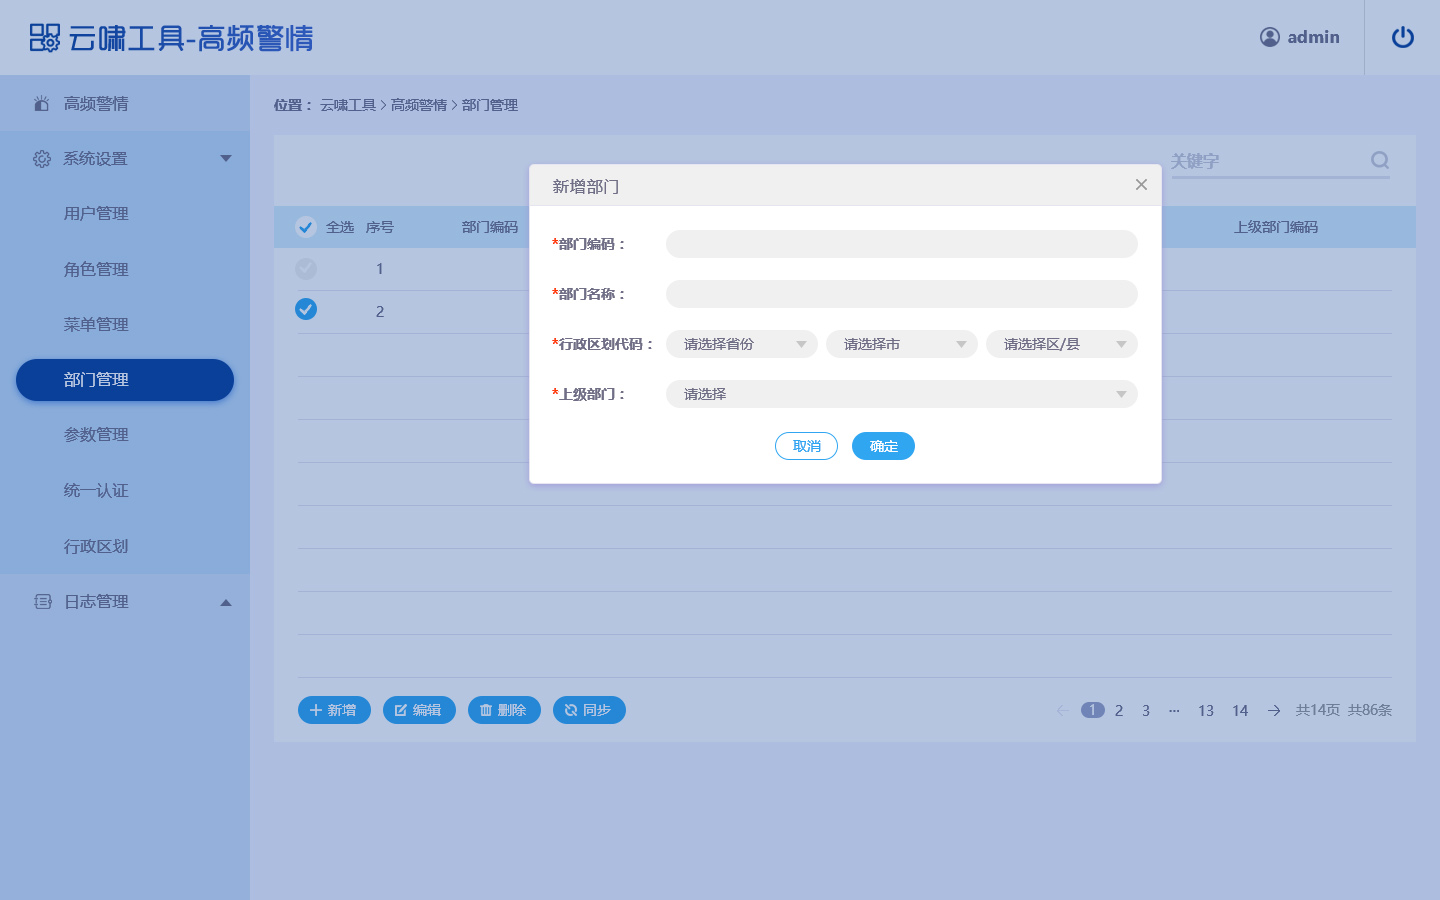 云啸工具-高频警情
admin
高频警情
系统设置
用户管理
角色管理
菜单管理
部门管理
参数管理
统一认证
行政区划
日志管理
位置： 云啸工具 > 高频警情 > 部门管理
关键字
全选 序号 部门编码 上级部门编码
1
2
新增部门
*部门编码：
*部门名称：
*行政区划代码： 请选择省份 请选择市 请选择区/县
*上级部门： 请选择
取消 确定
新增 编辑 删除 同步
1 2 3 ··· 13 14 共14页 共86条